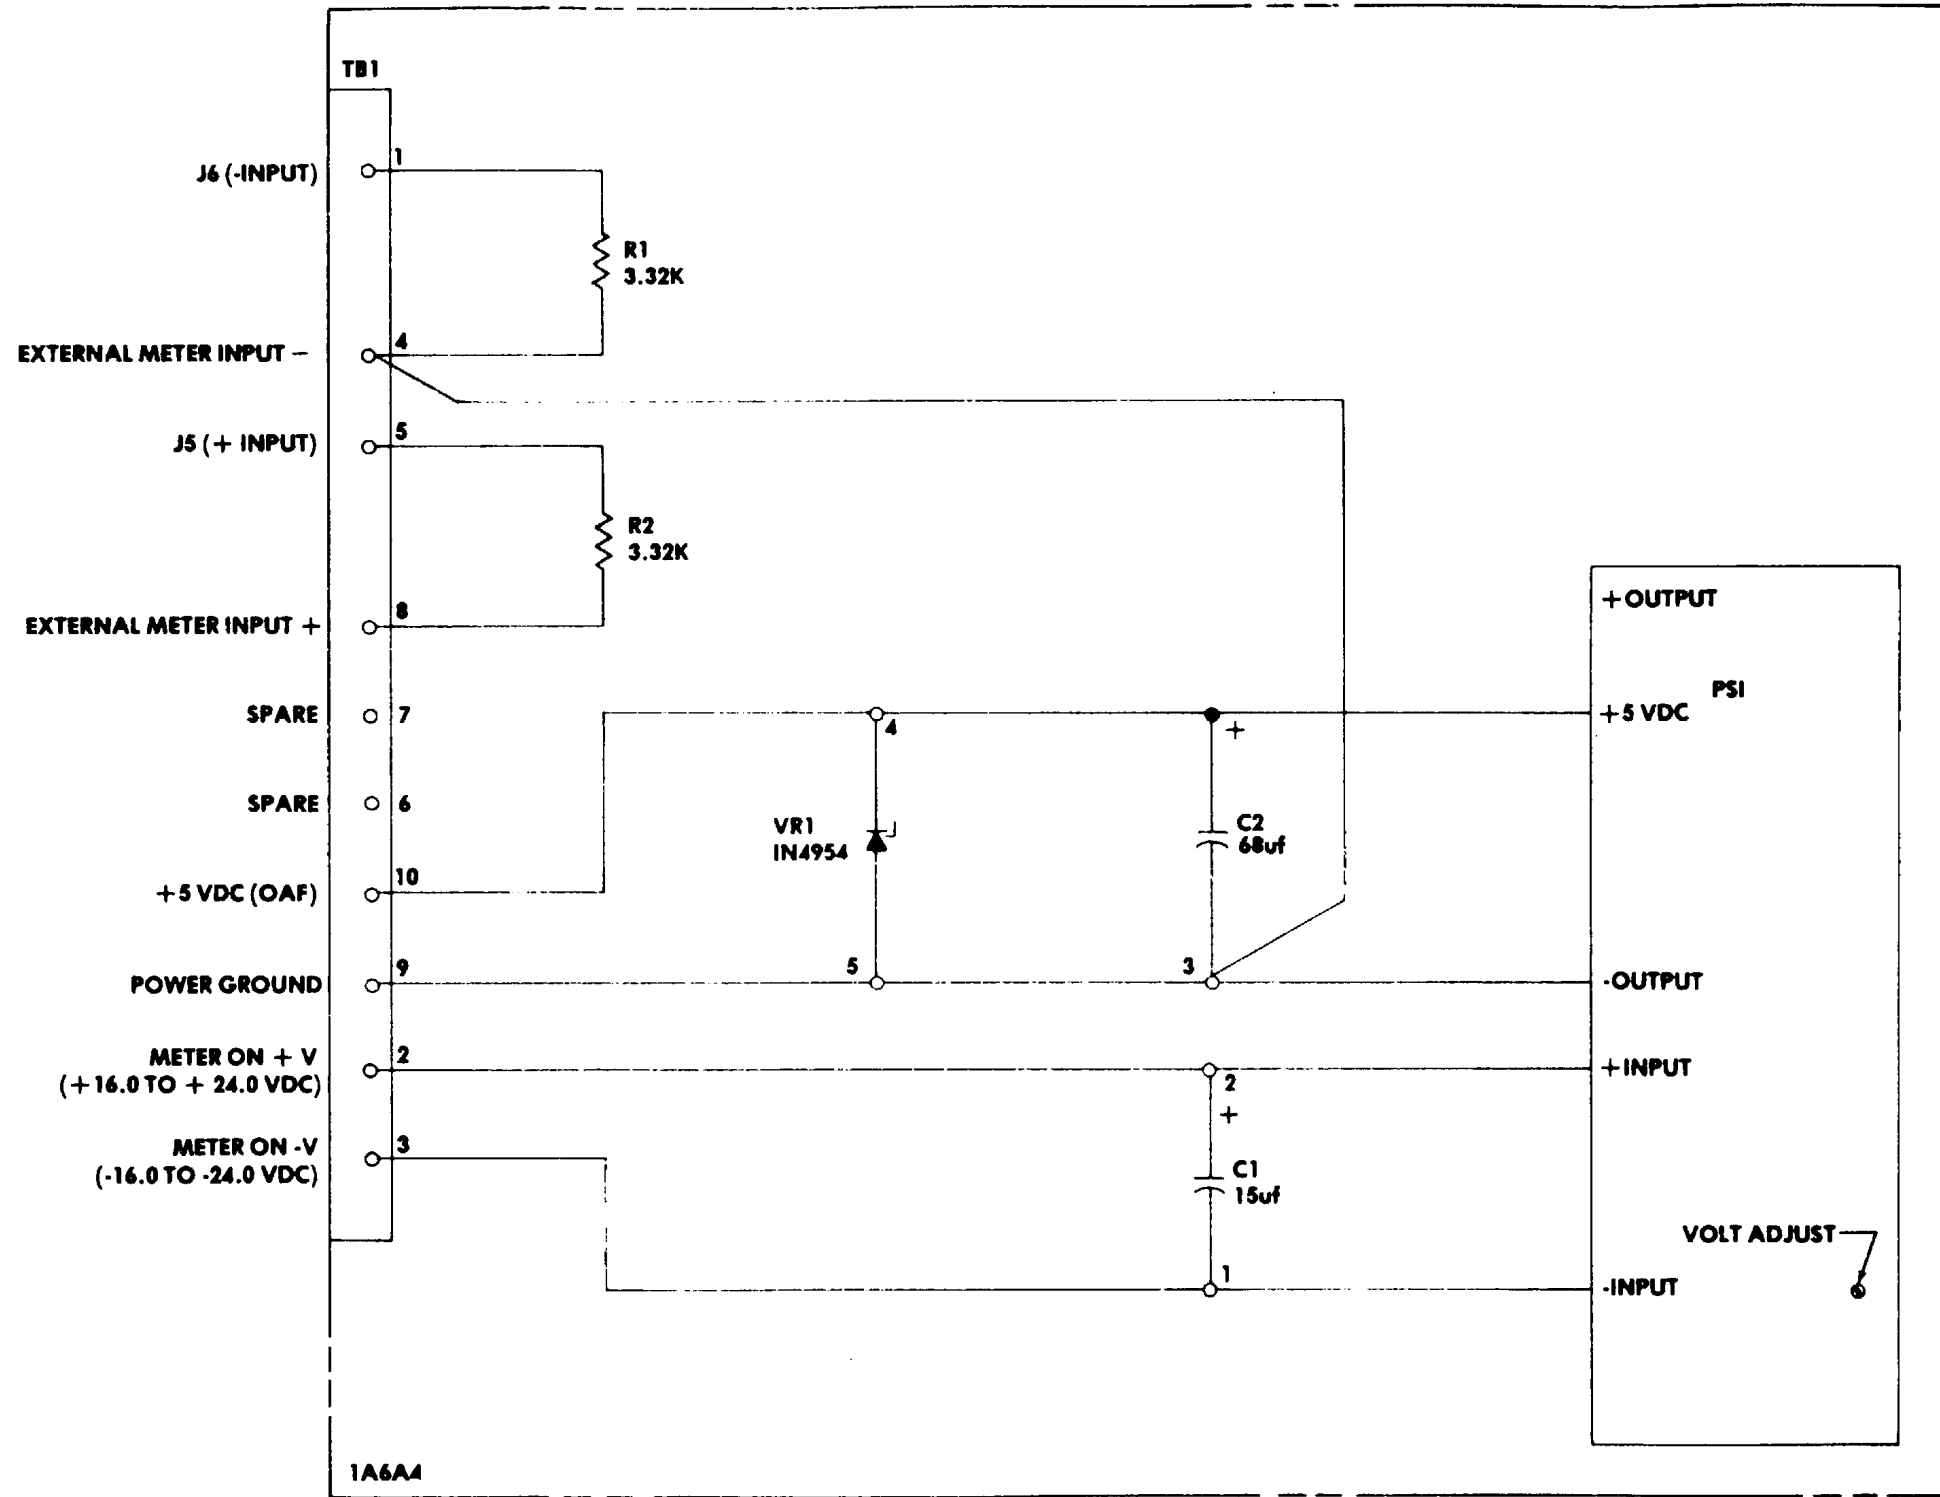 TB1
1
J6 (-INPUT)
R1
3.32K
4
EXTERNAL METER INPUT −
5
J5 (+ INPUT)
R2
3.32K
8
EXTERNAL METER INPUT +
+OUTPUT
PSI
SPARE
7
4
+
+5 VDC
SPARE
6
VR1
IN4954
C2
68uf
10
+5 VDC (OAF)
9
POWER GROUND
5
3
-OUTPUT
METER ON + V
(+16.0 TO + 24.0 VDC)
2
2
+
+INPUT
METER ON -V
(-16.0 TO -24.0 VDC)
3
C1
15uf
VOLT ADJUST
1
-INPUT
1A6A4